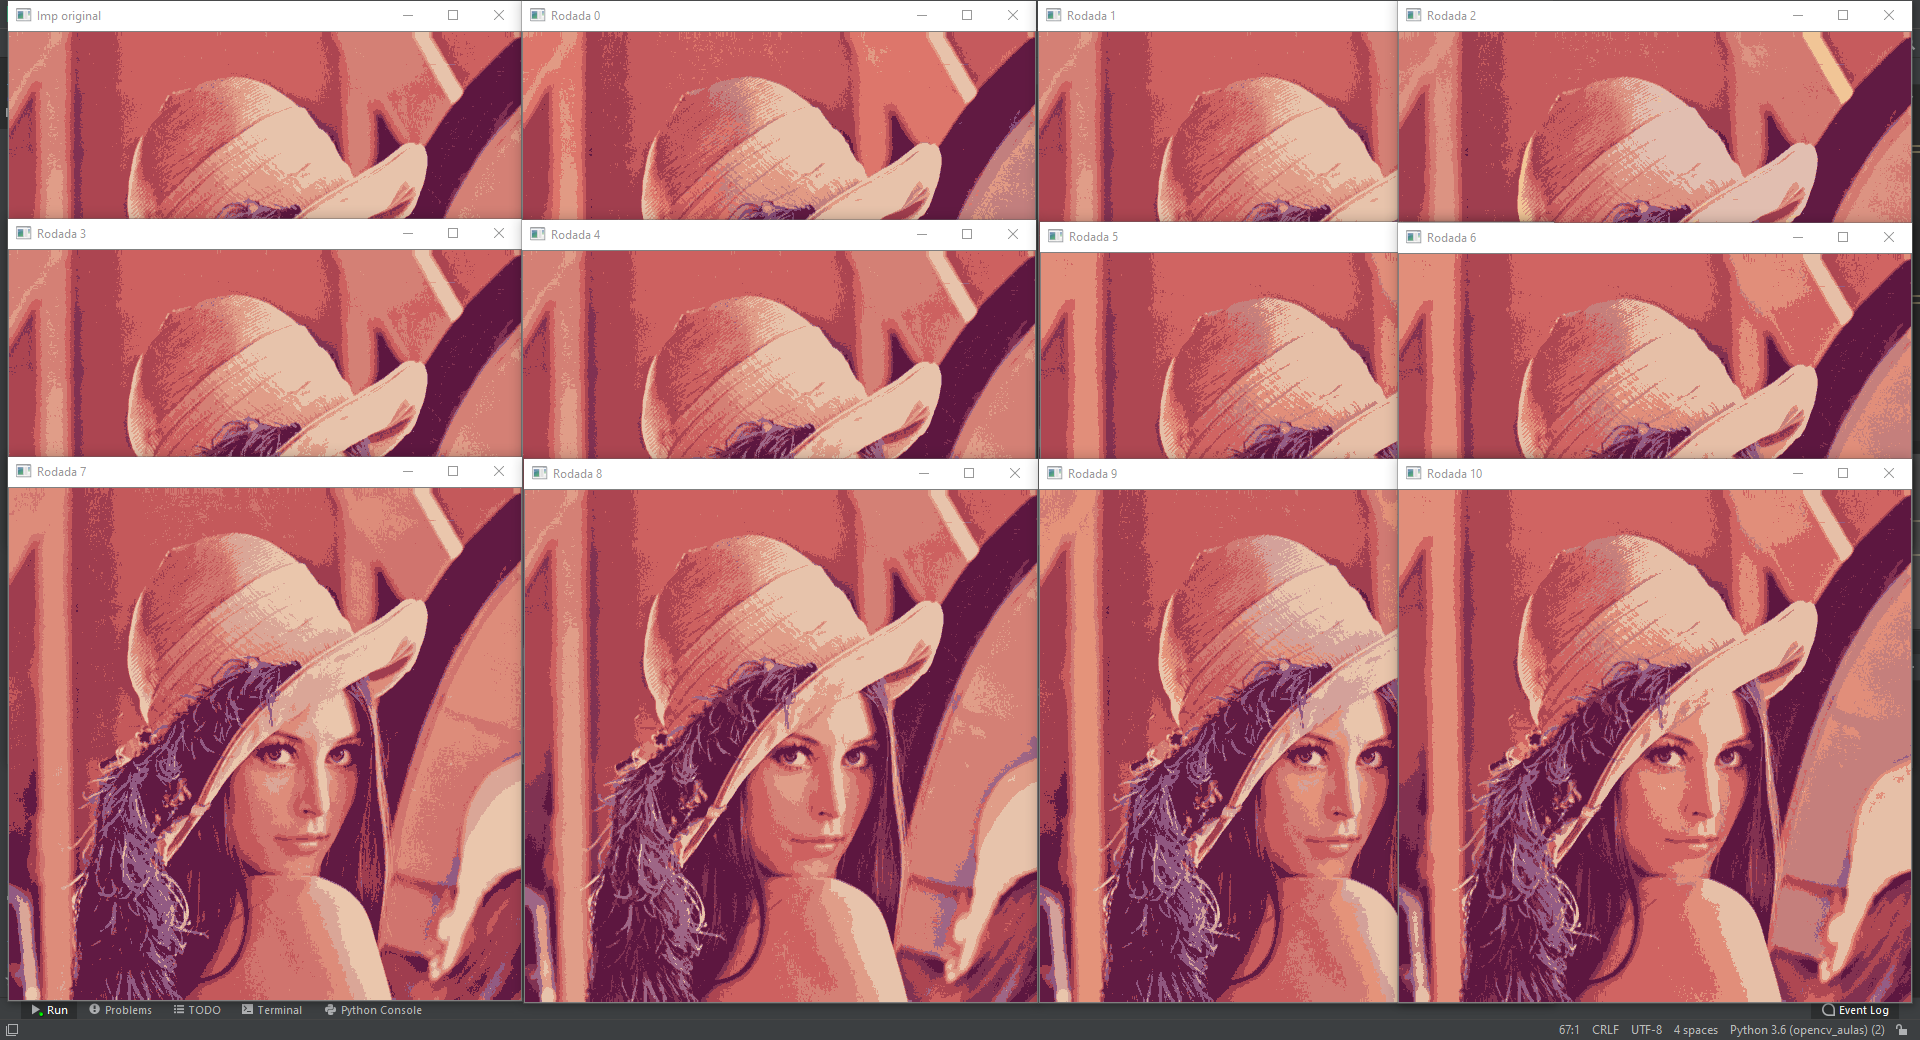 Imp original
Rodada 0
Rodada 1
Rodada 2
Rodada 3
Rodada 4
Rodada 5
Rodada 6
Rodada 7
Rodada 8
Rodada 9
Rodada 10
Run Problems TODO Terminal Python Console Event Log
67:1 CRLF UTF-8 4 spaces Python 3.6 (opencv_aulas) (2)